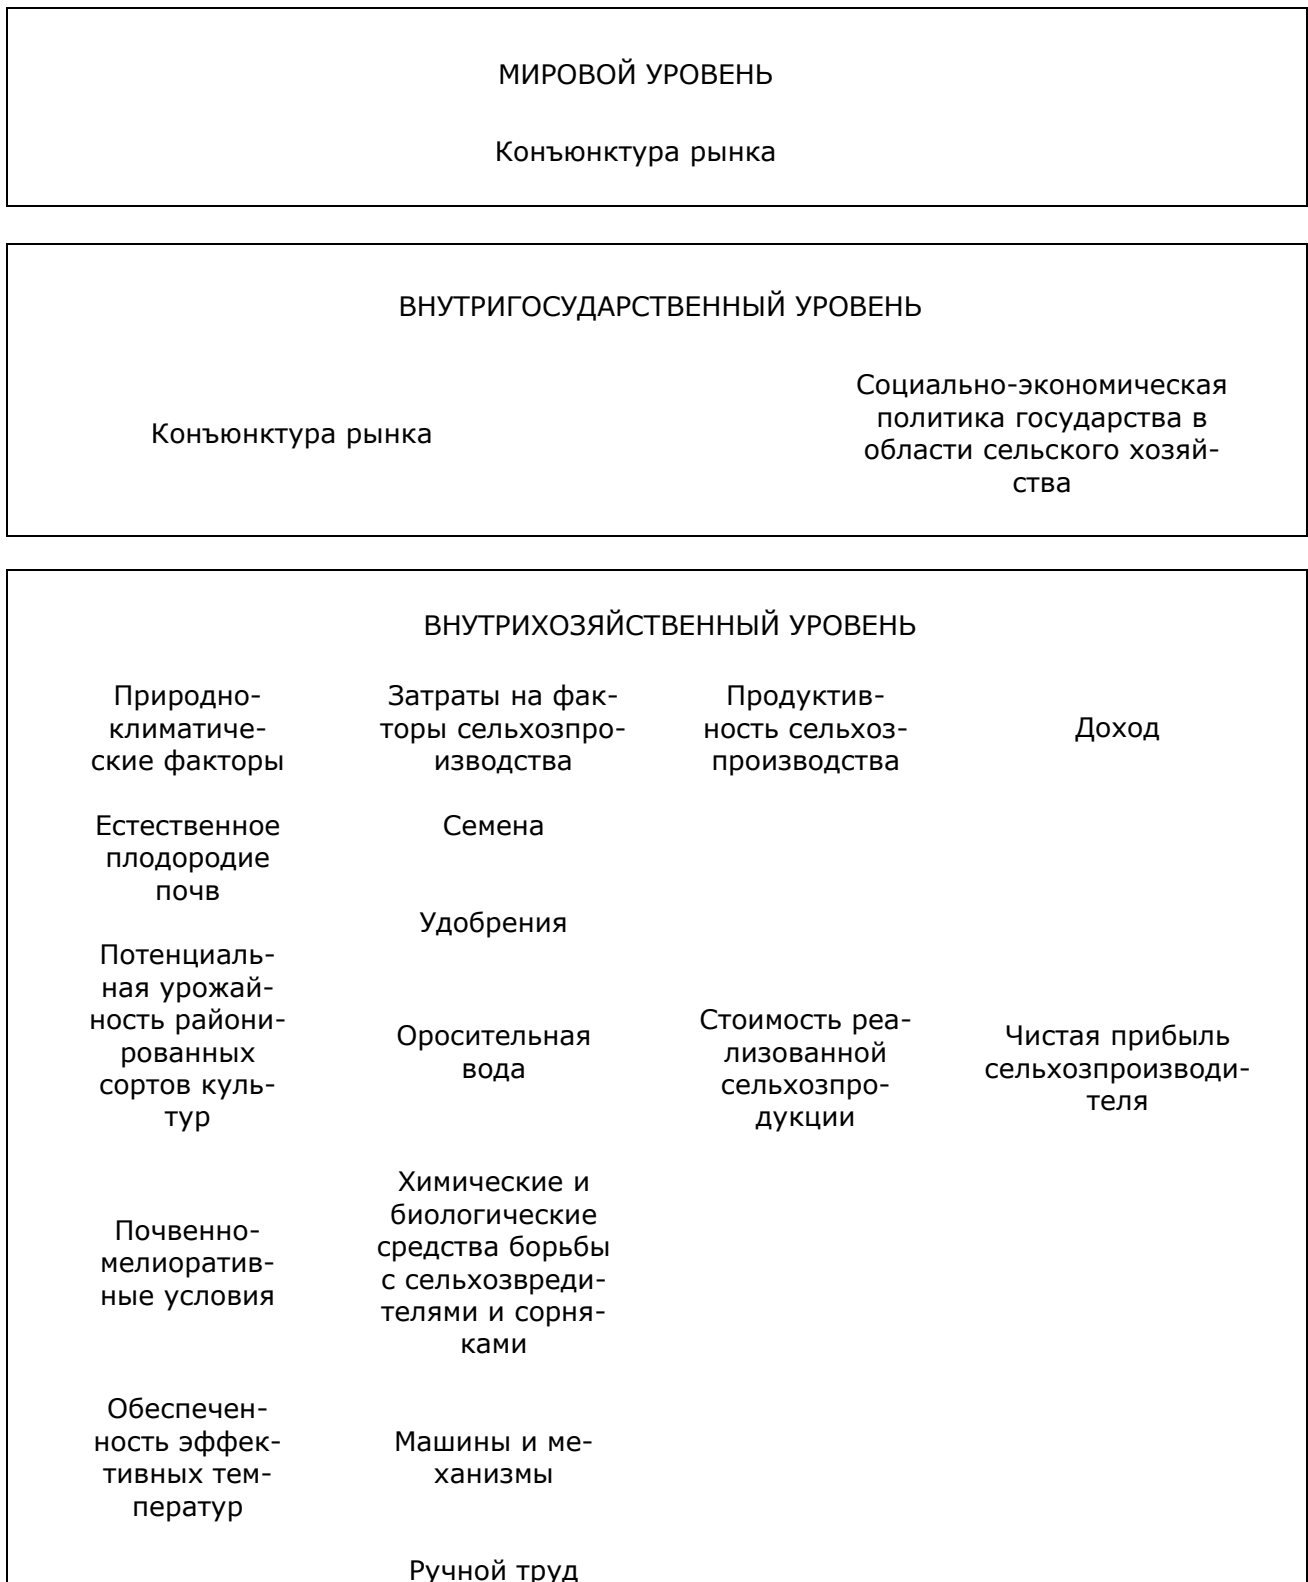 МИРОВОЙ УРОВЕНЬ
Конъюнктура рынка
ВНУТРИГОСУДАРСТВЕННЫЙ УРОВЕНЬ
Конъюнктура рынка
Социально-экономическая
политика государства в
области сельского хозяй-
ства
ВНУТРИХОЗЯЙСТВЕННЫЙ УРОВЕНЬ
Природно-
климатиче-
ские факторы
Затраты на фак-
торы сельхозпро-
изводства
Продуктив-
ность сельхоз-
производства
Доход
Естественное
плодородие
почв
Потенциаль-
ная урожай-
ность райони-
рованных
сортов куль-
тур
Почвенно-
мелиоратив-
ные условия
Обеспечен-
ность эффек-
тивных тем-
ператур
Семена
Удобрения
Оросительная
вода
Химические и
биологические
средства борьбы
с сельхозвреди-
телями и сорня-
ками
Машины и ме-
ханизмы
Ручной труд
Стоимость реа-
лизованной
сельхозпро-
дукции
Чистая прибыль
сельхозпроизводи-
теля